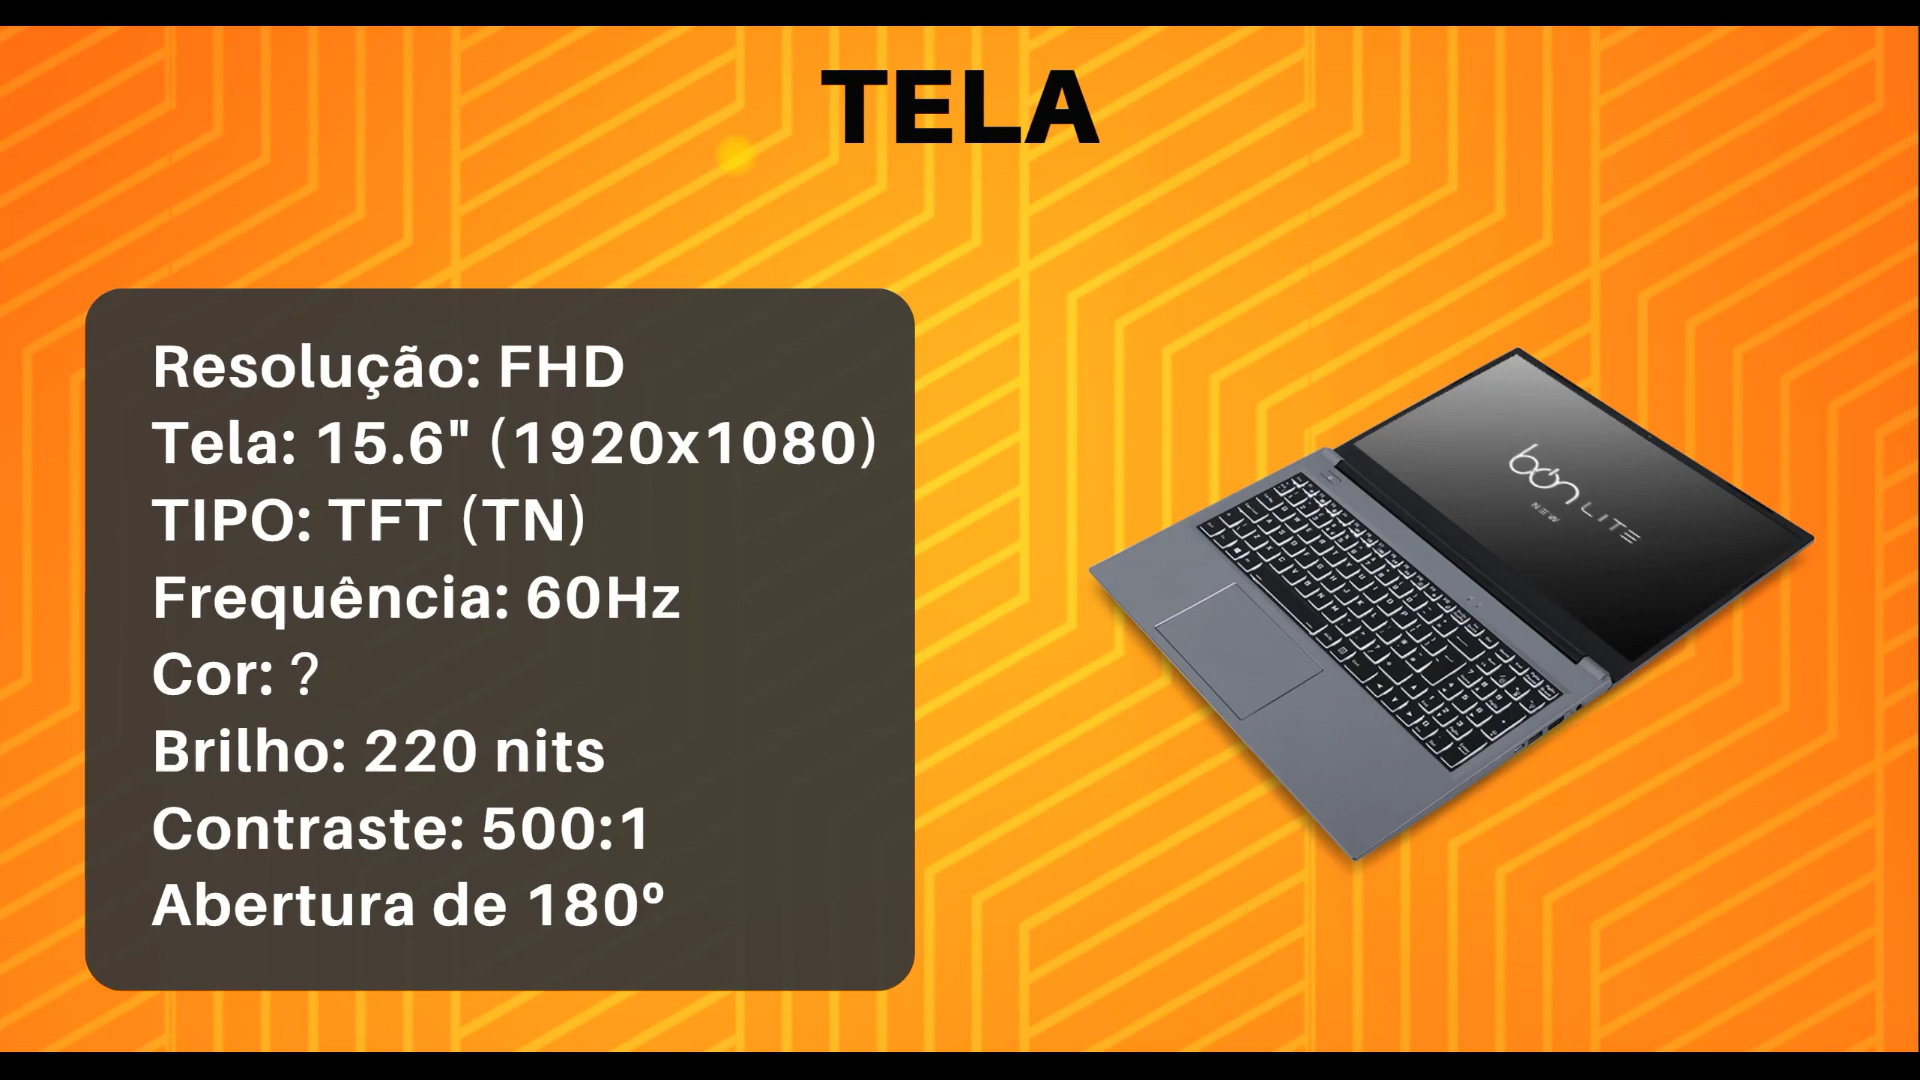 TELA
Resolução: FHD
Tela: 15.6" (1920x1080)
TIPO: TFT (TN)
Frequência: 60Hz
Cor: ?
Brilho: 220 nits
Contraste: 500:1
Abertura de 180º
bon LITE
NEW